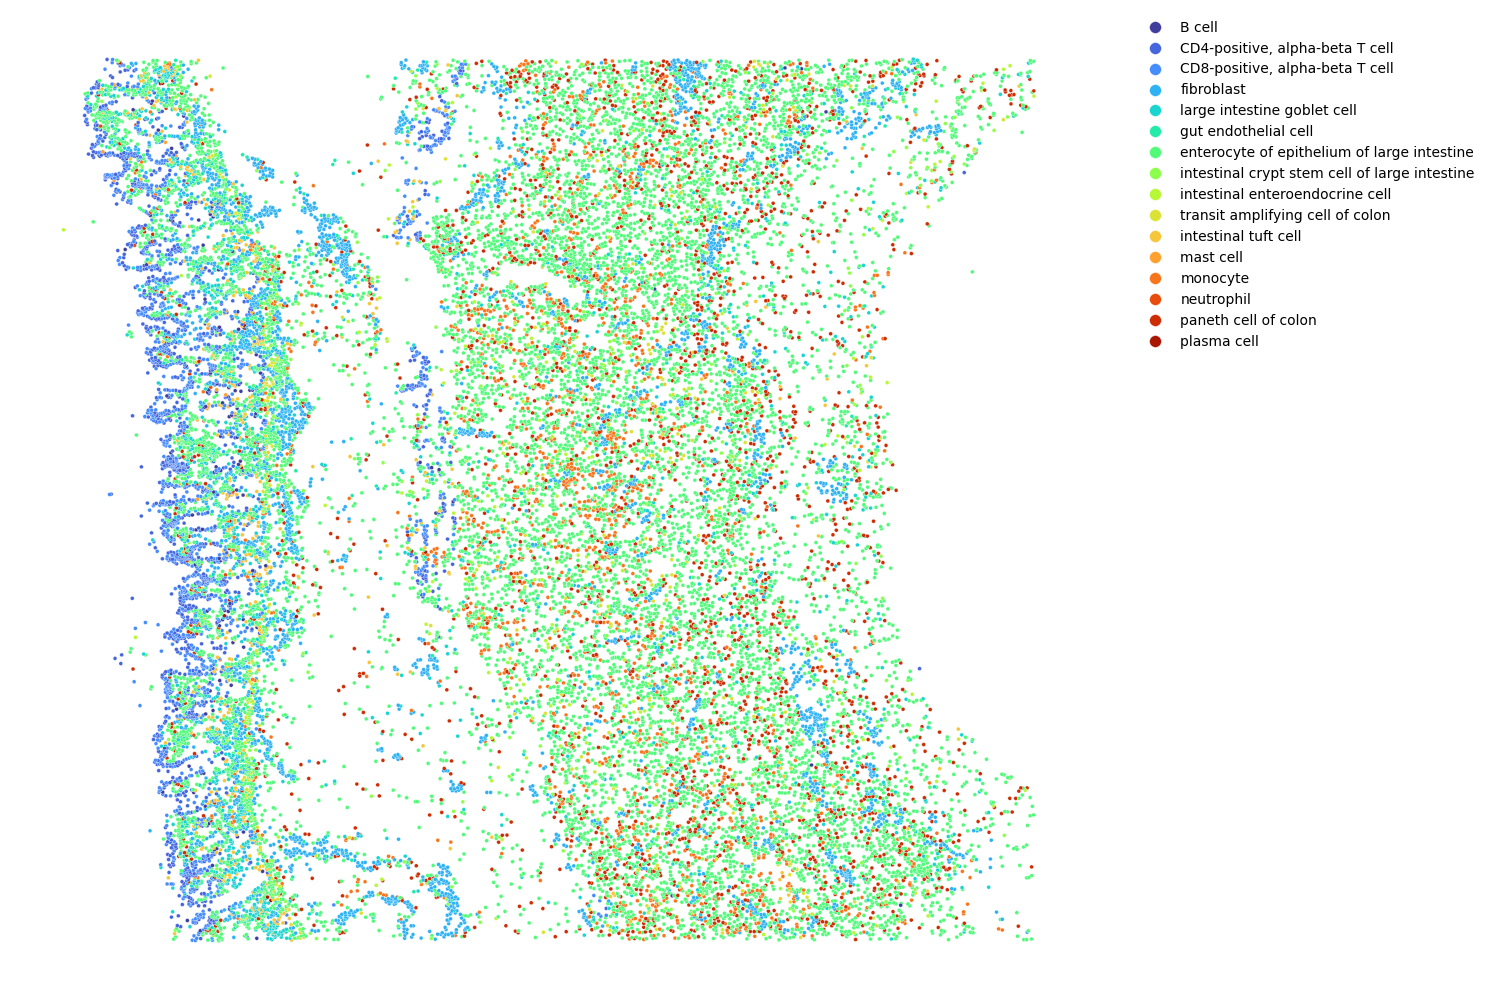 B cell
CD4-positive, alpha-beta T cell
CD8-positive, alpha-beta T cell
fibroblast
large intestine goblet cell
gut endothelial cell
enterocyte of epithelium of large intestine
intestinal crypt stem cell of large intestine
intestinal enteroendocrine cell
transit amplifying cell of colon
intestinal tuft cell
mast cell
monocyte
neutrophil
paneth cell of colon
plasma cell